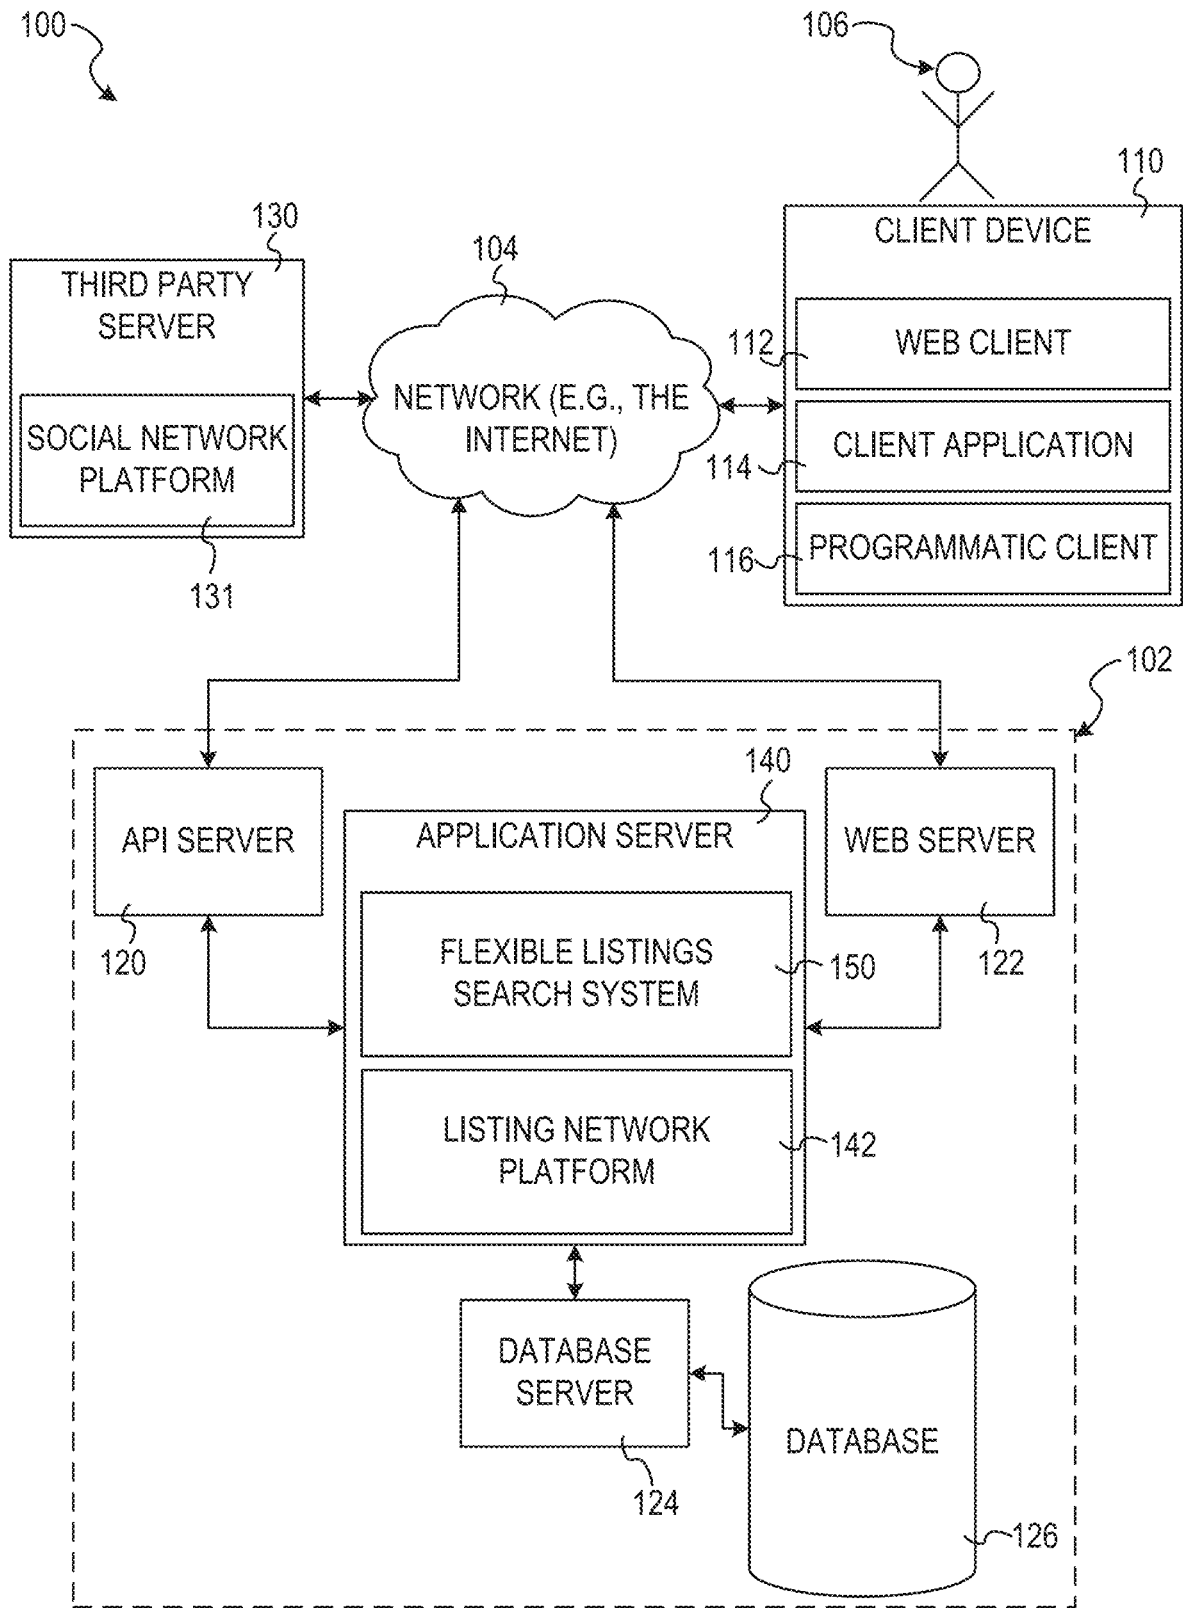 100
106
110
CLIENT DEVICE
112
WEB CLIENT
114
CLIENT APPLICATION
116
PROGRAMMATIC CLIENT
130
THIRD PARTY
SERVER
SOCIAL NETWORK
PLATFORM
131
104
NETWORK (E.G., THE
INTERNET)
102
API SERVER
120
140
APPLICATION SERVER
FLEXIBLE LISTINGS
SEARCH SYSTEM
150
LISTING NETWORK
PLATFORM
142
WEB SERVER
122
DATABASE
SERVER
124
DATABASE
126